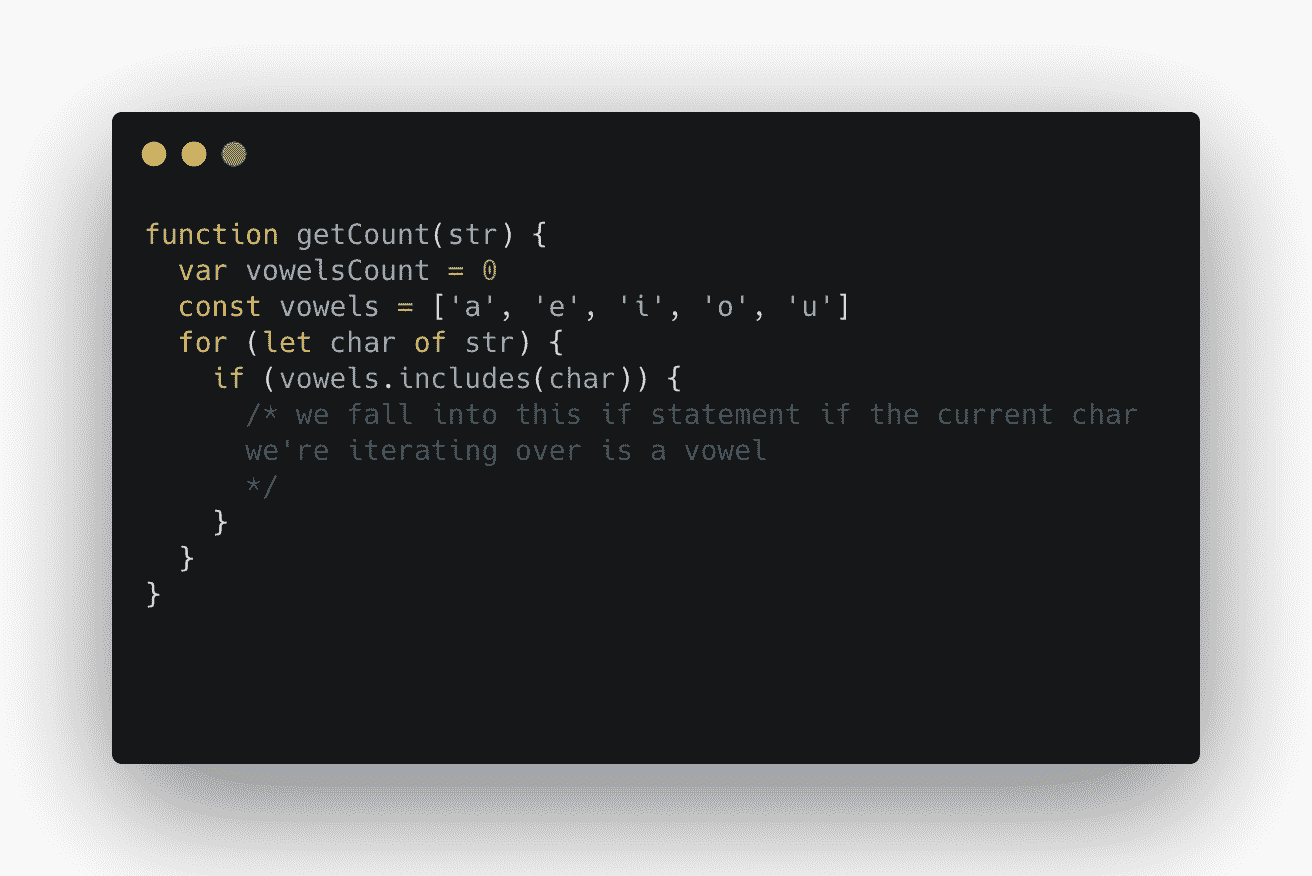 function getCount(str) {
  var vowelsCount = 0
  const vowels = ['a', 'e', 'i', 'o', 'u']
  for (let char of str) {
    if (vowels.includes(char)) {
      /* we fall into this if statement if the current char
      we're iterating over is a vowel
      */
    }
  }
}